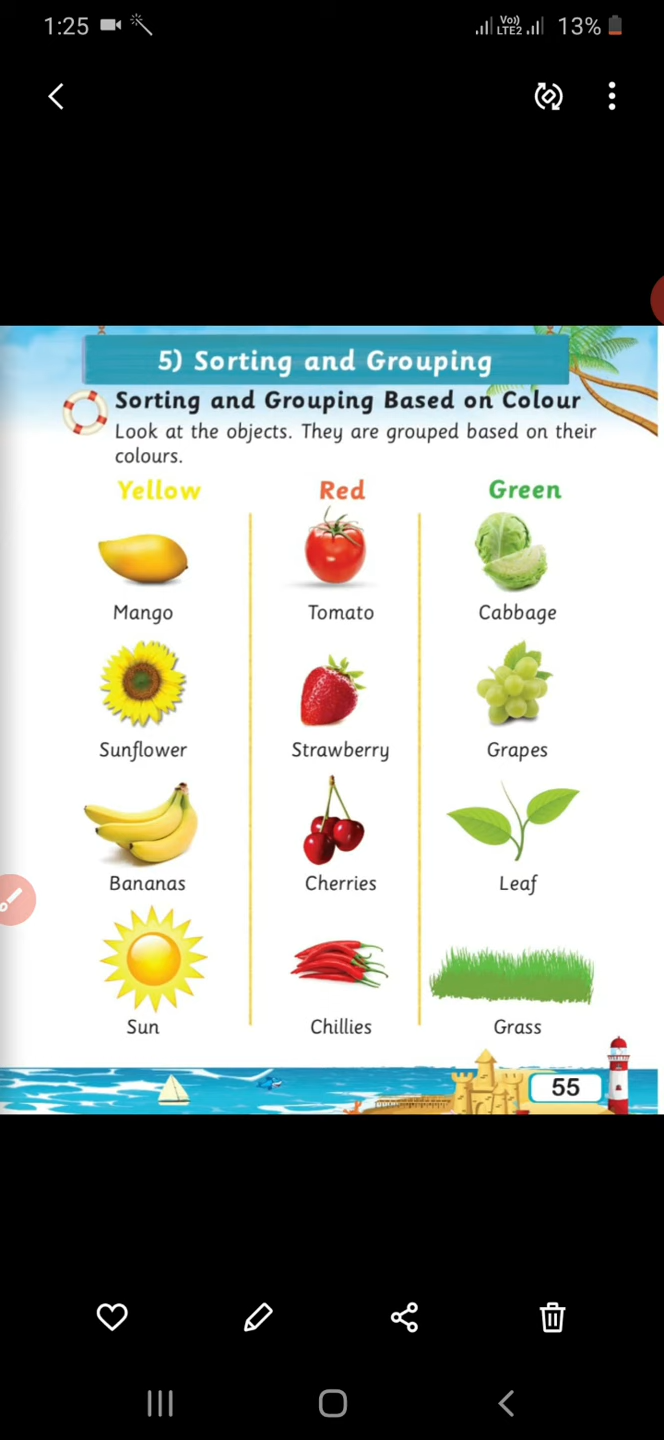 1:25
Vo))
LTE2
13%
5) Sorting and Grouping
Sorting and Grouping Based on Colour
Look at the objects. They are grouped based on their
colours.
Yellow Red Green
Mango Tomato Cabbage
Sunflower Strawberry Grapes
Bananas Cherries Leaf
Sun Chillies Grass
55